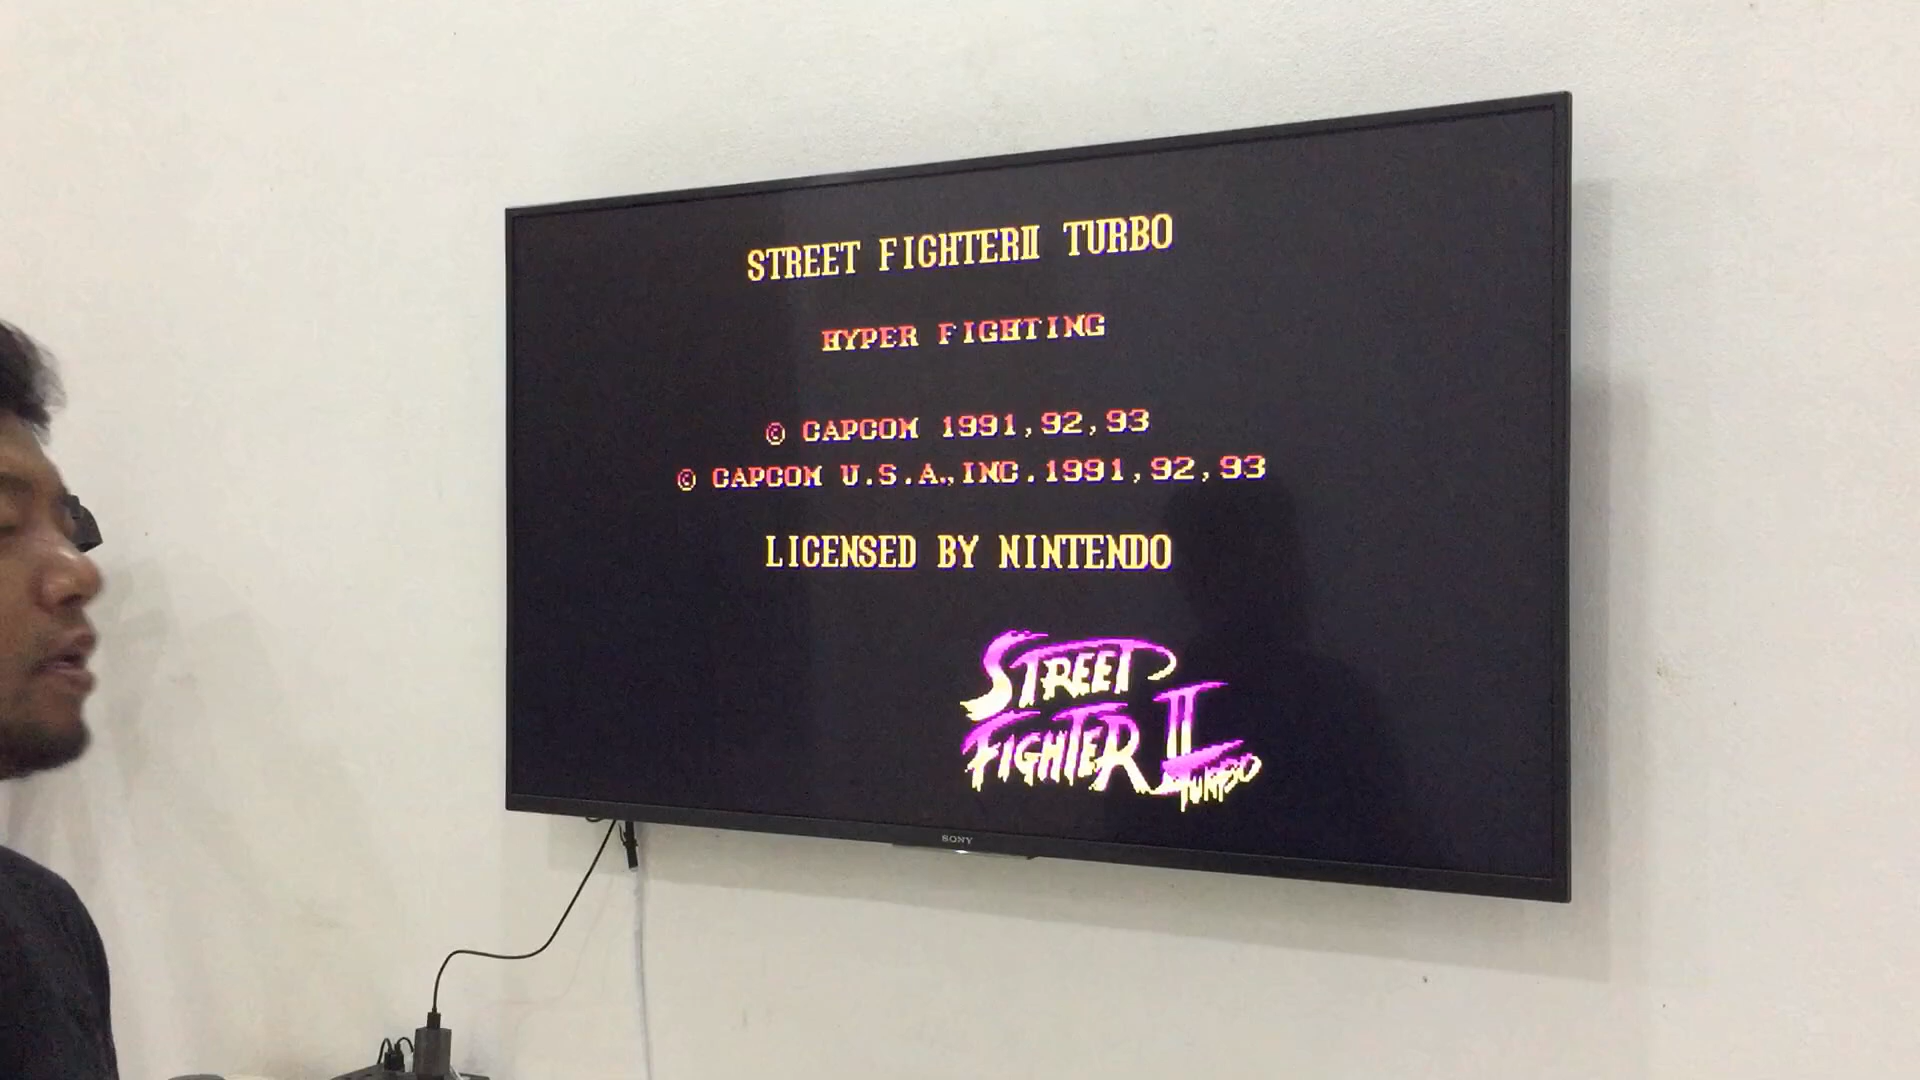 STREET FIGHTERII TURBO
HYPER FIGHTING
© CAPCOM 1991,92,93
© CAPCOM U.S.A.,INC.1991,92,93
LICENSED BY NINTENDO
STREET
FIGHTER II
TURBO
SONY